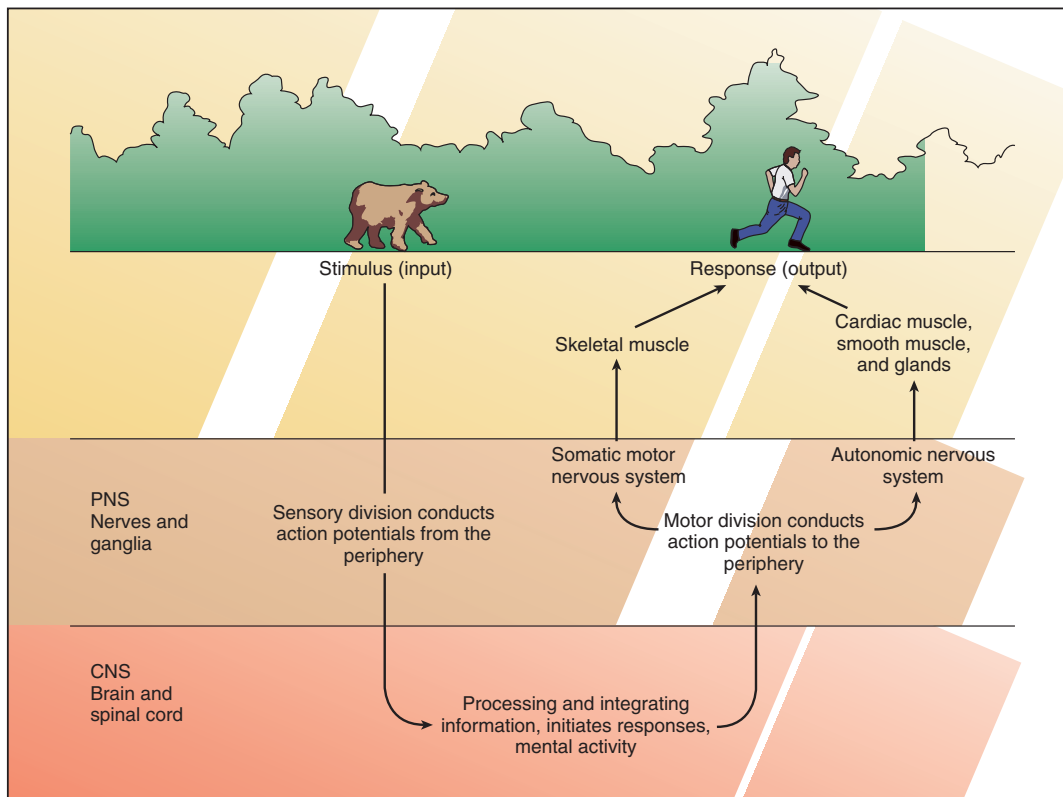 Stimulus (input)
Response (output)
Skeletal muscle
Cardiac muscle,
smooth muscle,
and glands
PNS
Nerves and
ganglia
Sensory division conducts
action potentials from the
periphery
Somatic motor
nervous system
Autonomic nervous
system
Motor division conducts
action potentials to the
periphery
CNS
Brain and
spinal cord
Processing and integrating
information, initiates responses,
mental activity